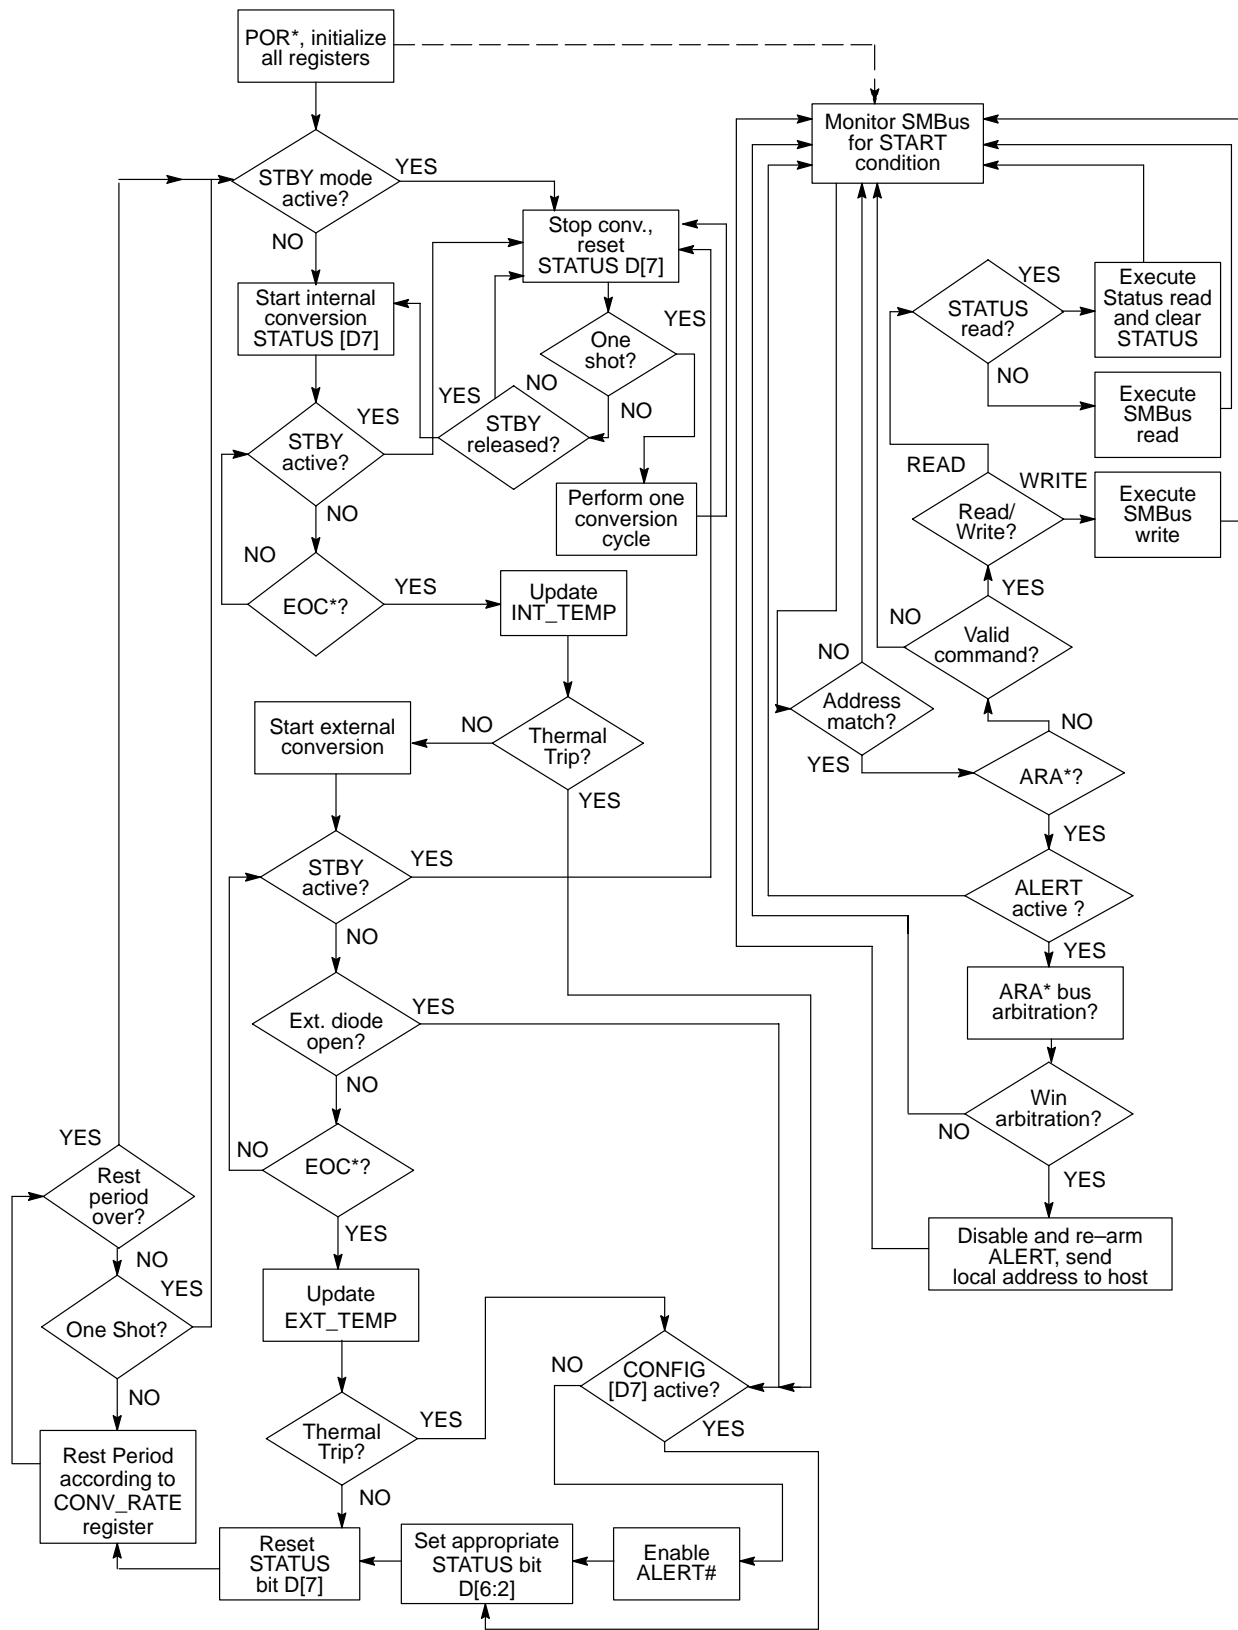 POR*, initialize
all registers
STBY mode
active?
YES
NO
Stop conv.,
reset
STATUS D[7]
Start internal
conversion
STATUS [D7]
One
shot?
YES
NO
STBY
released?
YES
NO
STBY
active?
YES
NO
Perform one
conversion
cycle
EOC*?
NO
YES
Update
INT_TEMP
Thermal
Trip?
NO
YES
Start external
conversion
STBY
active?
YES
NO
Ext. diode
open?
YES
NO
EOC*?
NO
YES
Update
EXT_TEMP
Thermal
Trip?
YES
NO
CONFIG
[D7] active?
NO
YES
Enable
ALERT#
Set appropriate
STATUS bit
D[6:2]
Reset
STATUS
bit D[7]
Rest Period
according to
CONV_RATE
register
One Shot?
YES
NO
Rest
period
over?
YES
NO
Monitor SMBus
for START
condition
STATUS
read?
YES
NO
Execute
Status read
and clear
STATUS
Execute
SMBus
read
READ
WRITE
Read/
Write?
Execute
SMBus
write
YES
NO
Valid
command?
NO
Address
match?
YES
NO
ARA*?
YES
ALERT
active ?
YES
ARA* bus
arbitration?
Win
arbitration?
NO
YES
Disable and re–arm
ALERT, send
local address to host